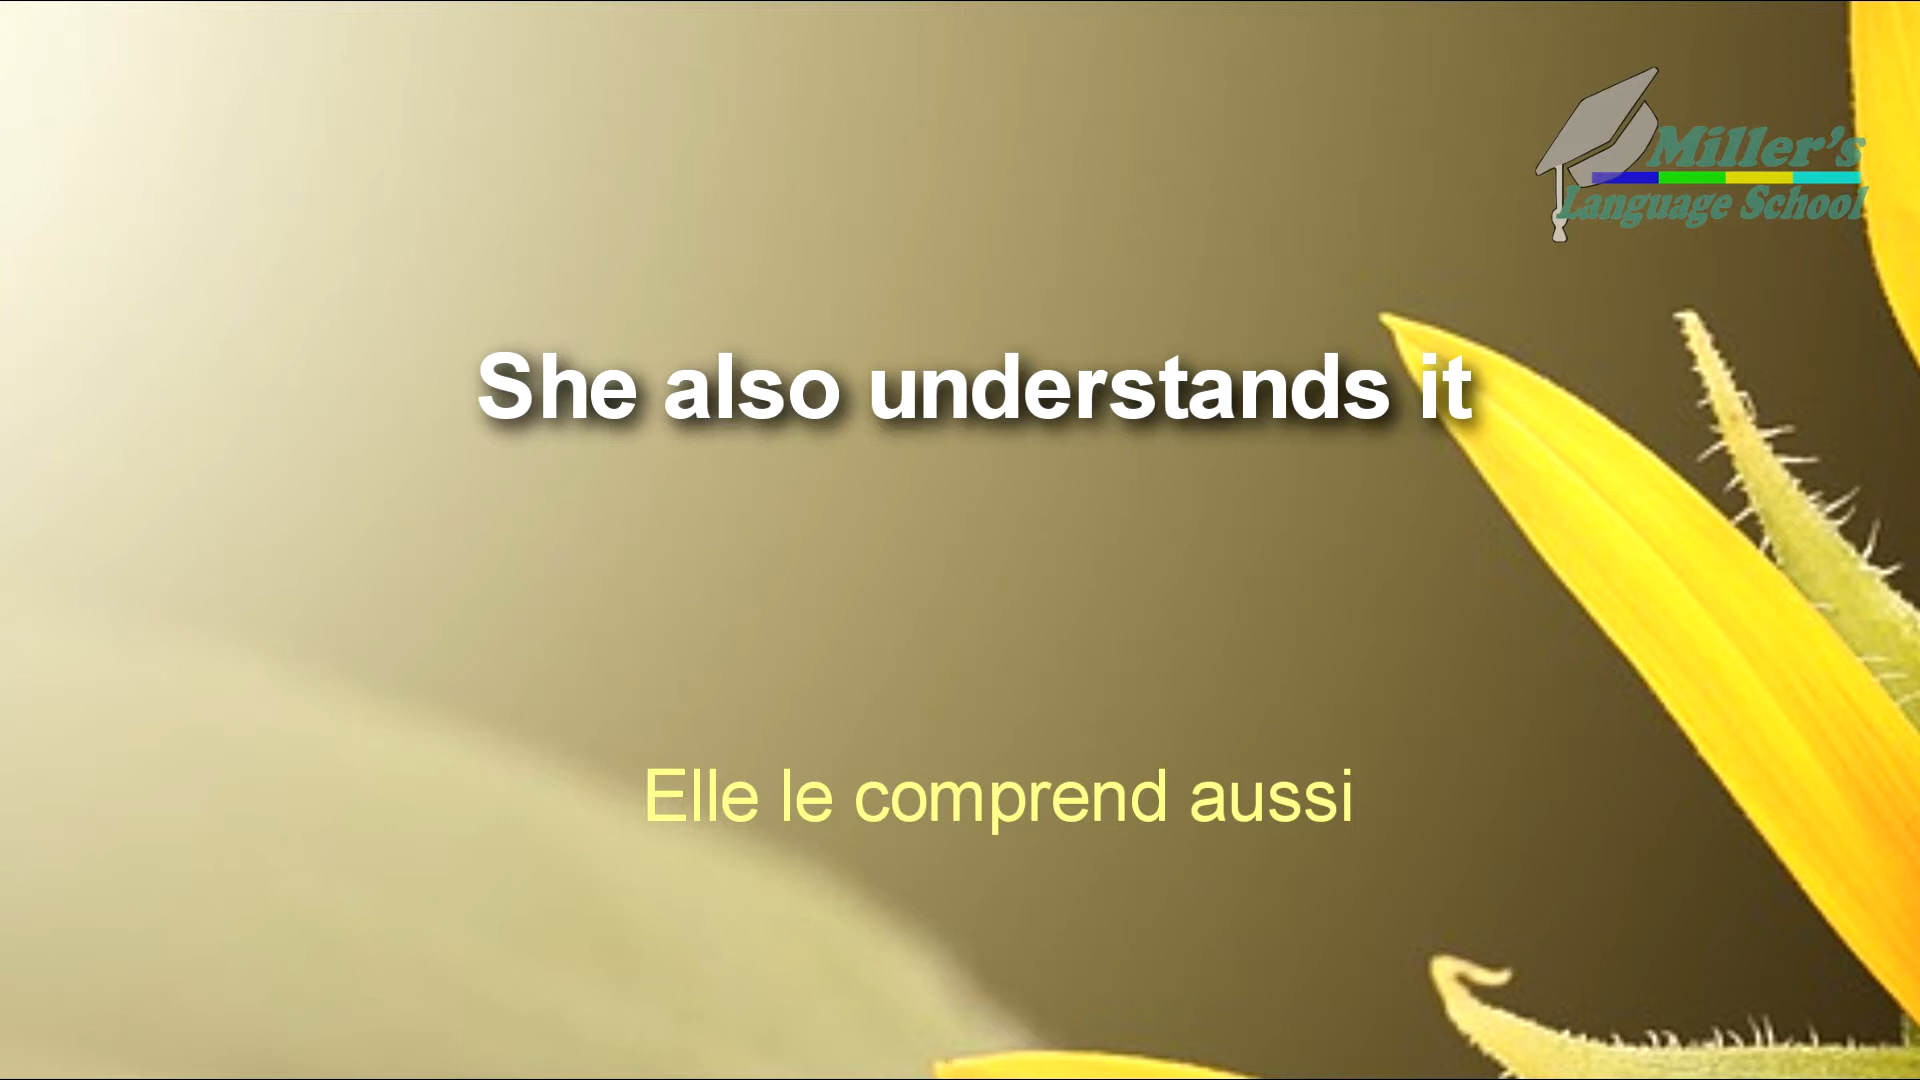 Miller's
Language School
She also understands it
Elle le comprend aussi